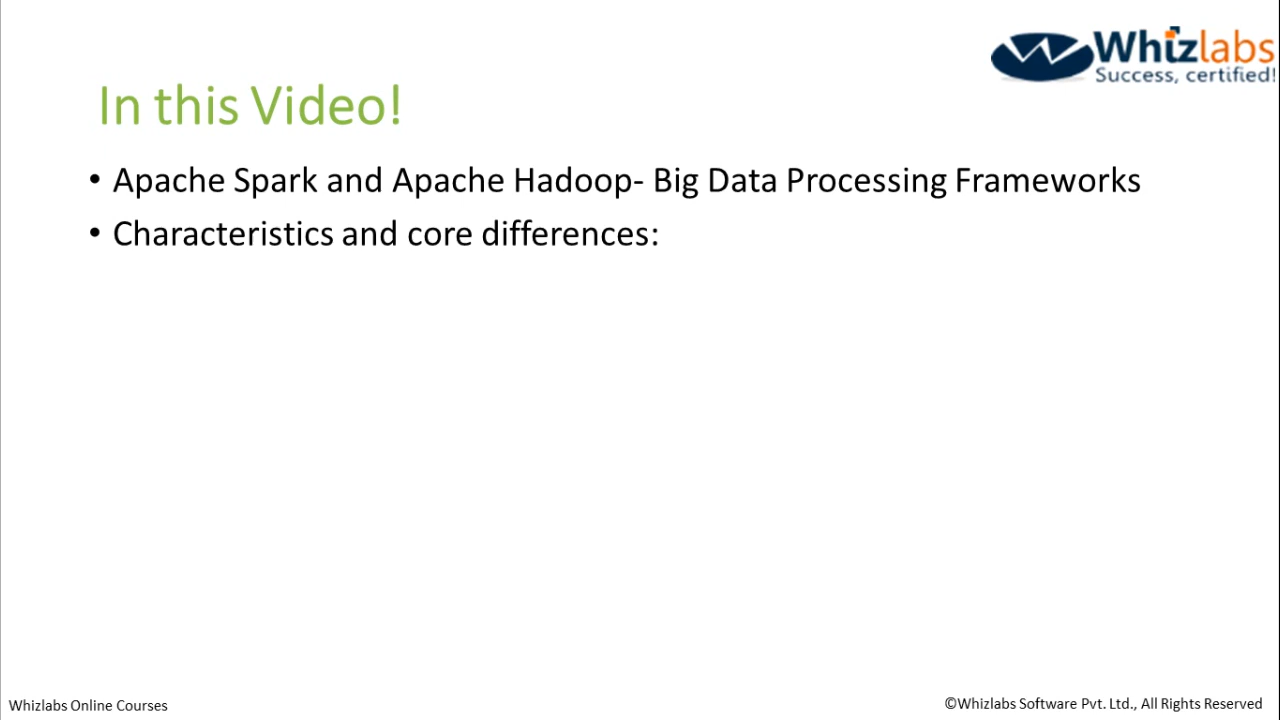 Whizlabs
Success, certified!
In this Video!
• Apache Spark and Apache Hadoop- Big Data Processing Frameworks
• Characteristics and core differences:
Whizlabs Online Courses
©Whizlabs Software Pvt. Ltd., All Rights Reserved